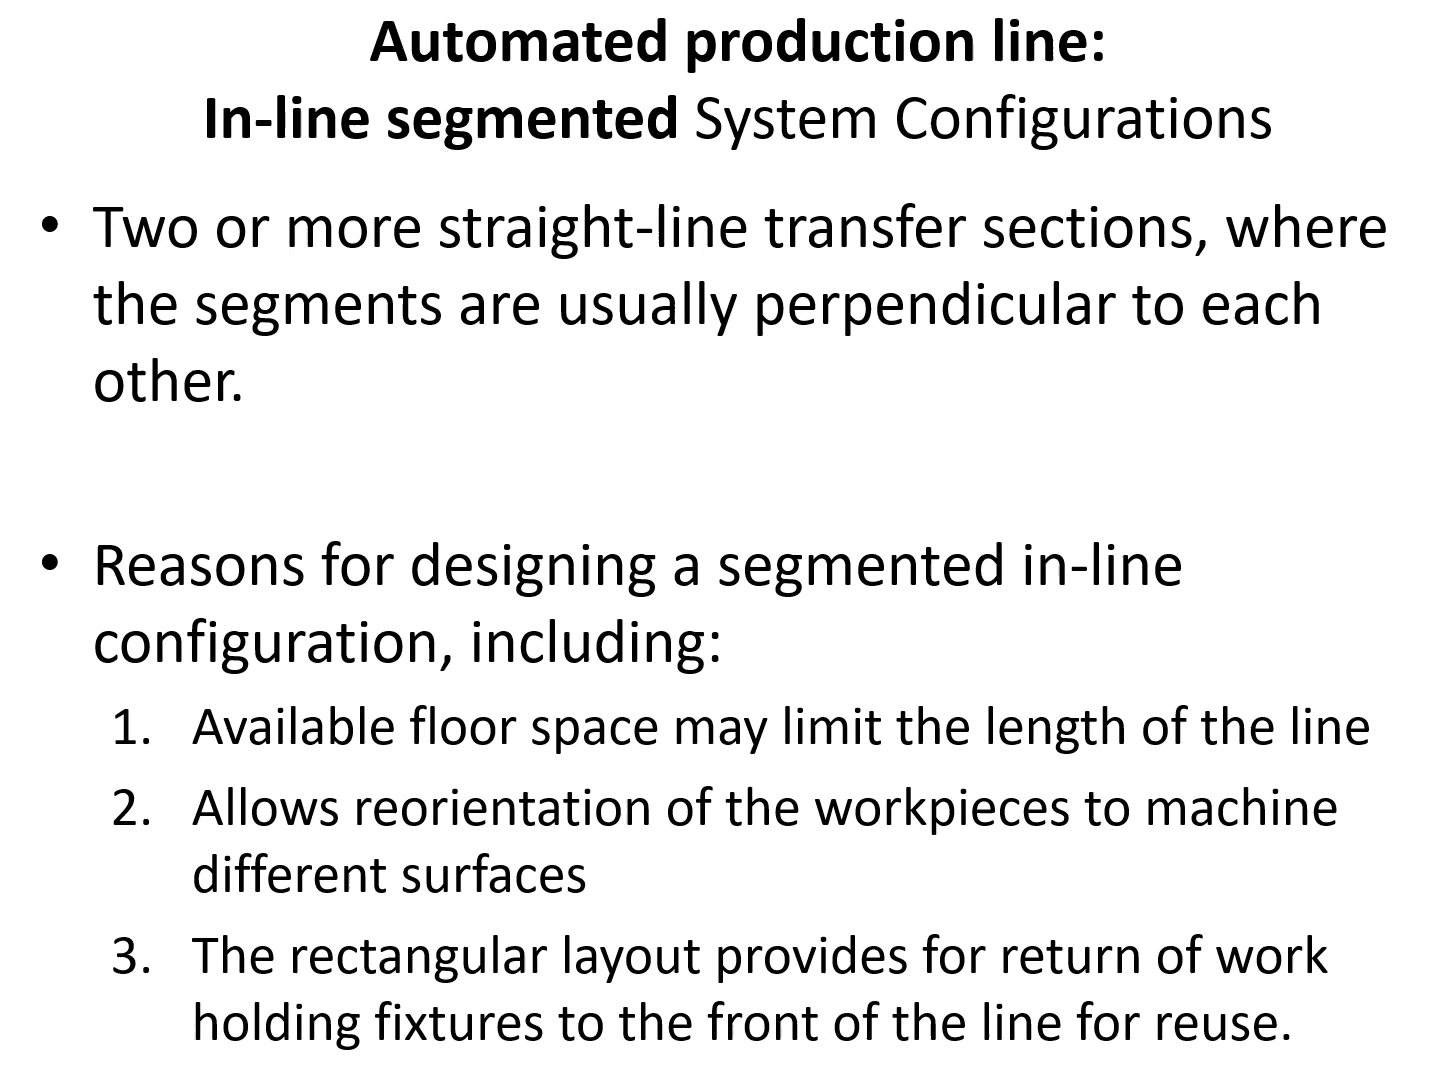 Automated production line:
In-line segmented System Configurations
• Two or more straight-line transfer sections, where
the segments are usually perpendicular to each
other.
• Reasons for designing a segmented in-line
configuration, including:
1. Available floor space may limit the length of the line
2. Allows reorientation of the workpieces to machine
different surfaces
3. The rectangular layout provides for return of work
holding fixtures to the front of the line for reuse.